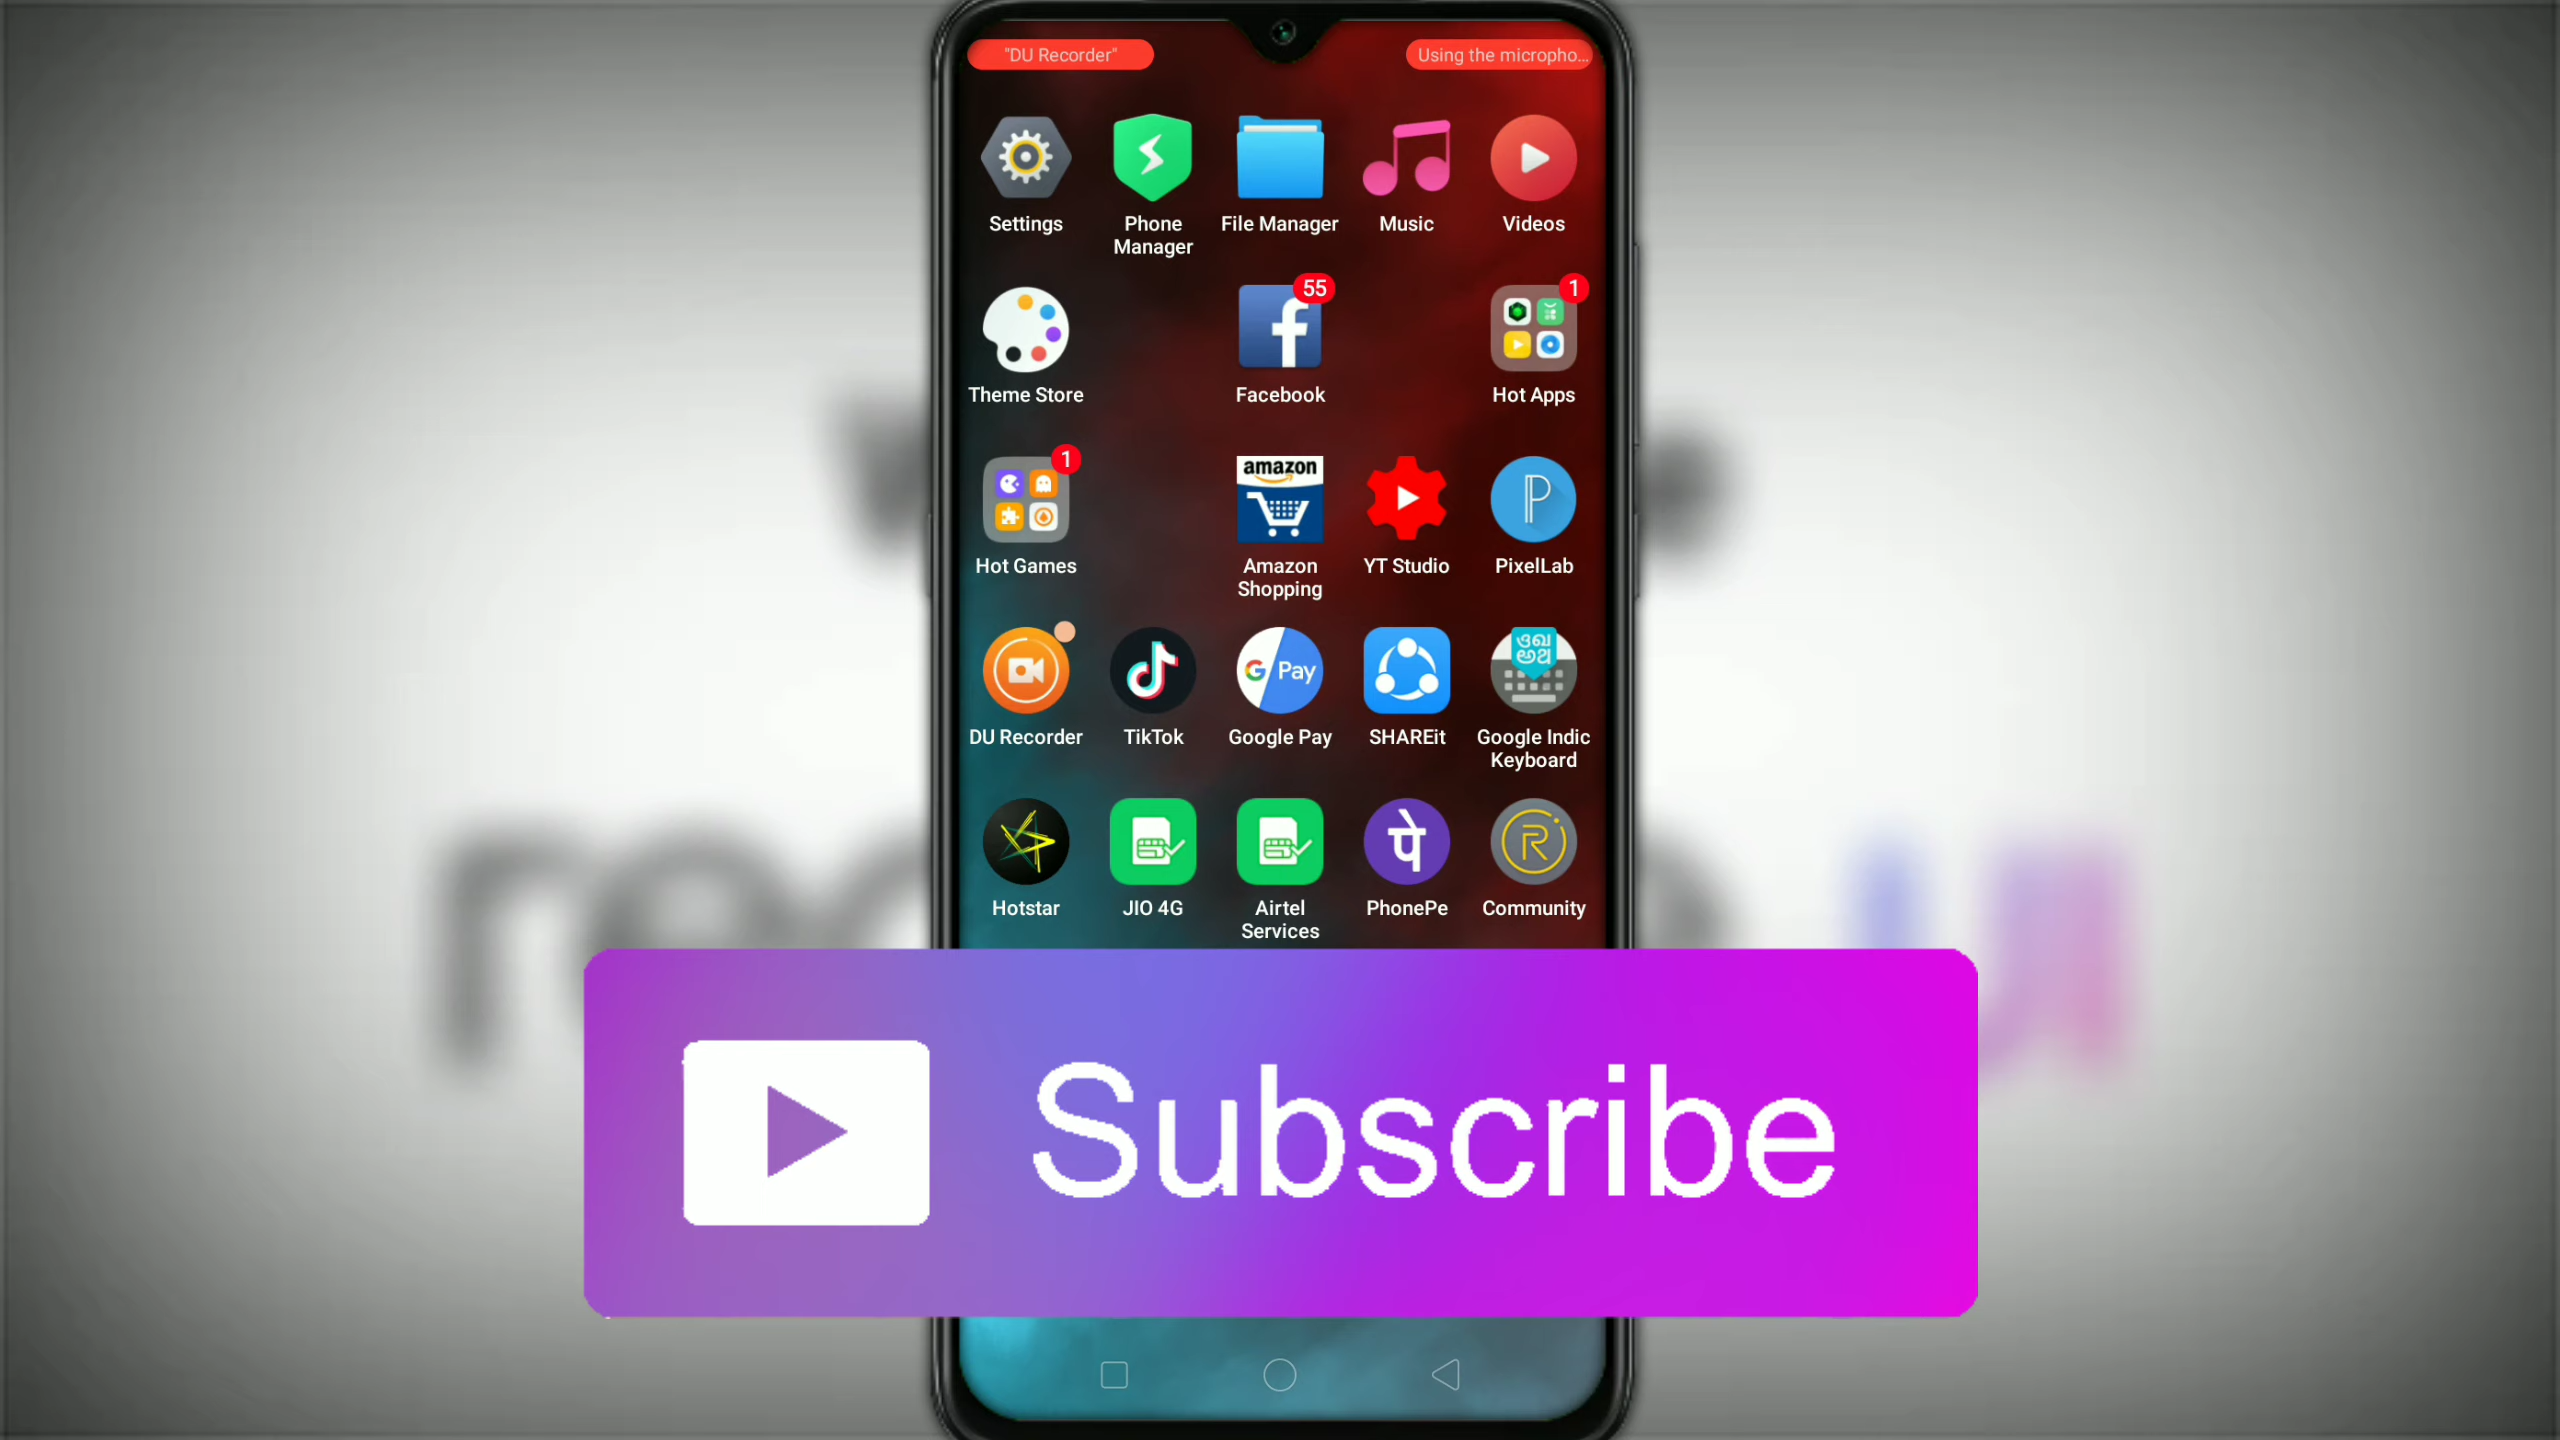 "DU Recorder"
Using the micropho...
Settings
Phone
Manager
File Manager
Music
Videos
Theme Store
55
Facebook
1
Hot Apps
1
Hot Games
amazon
Amazon
Shopping
YT Studio
P
PixelLab
DU Recorder
TikTok
G Pay
Google Pay
SHAREit
Google Indic
Keyboard
Hotstar
JIO 4G
Airtel
Services
पे
PhonePe
R
Community
Subscribe